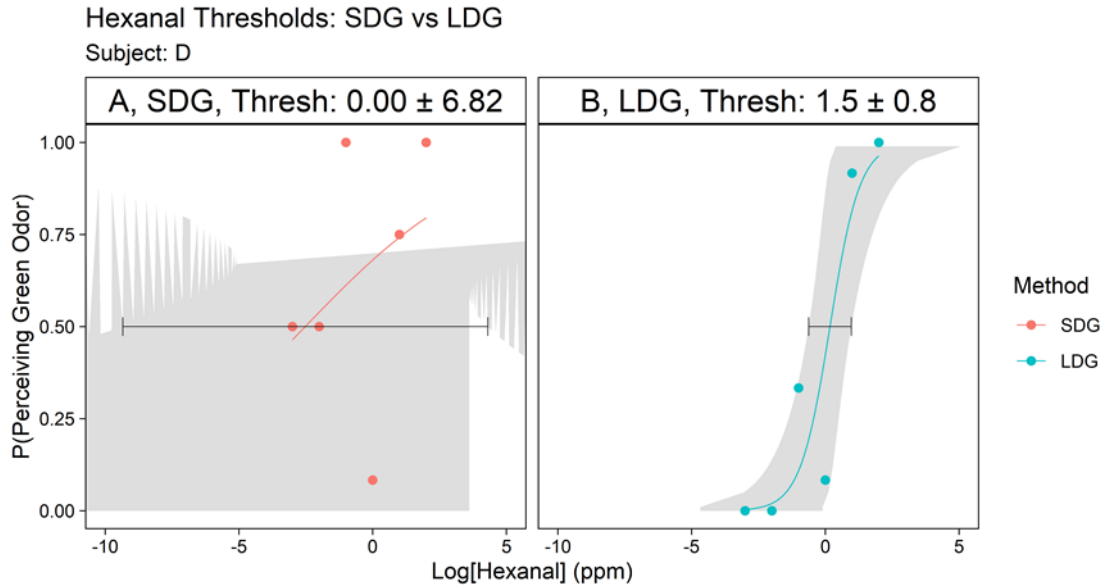 Hexanal Thresholds: SDG vs LDG
Subject: D
A, SDG, Thresh: 0.00 ± 6.82
B, LDG, Thresh: 1.5 ± 0.8
P(Perceiving Green Odor)
1.00
0.75
0.50
0.25
0.00
-10
-5
0
5
-10
-5
0
5
Log[Hexanal] (ppm)
Method
SDG
LDG